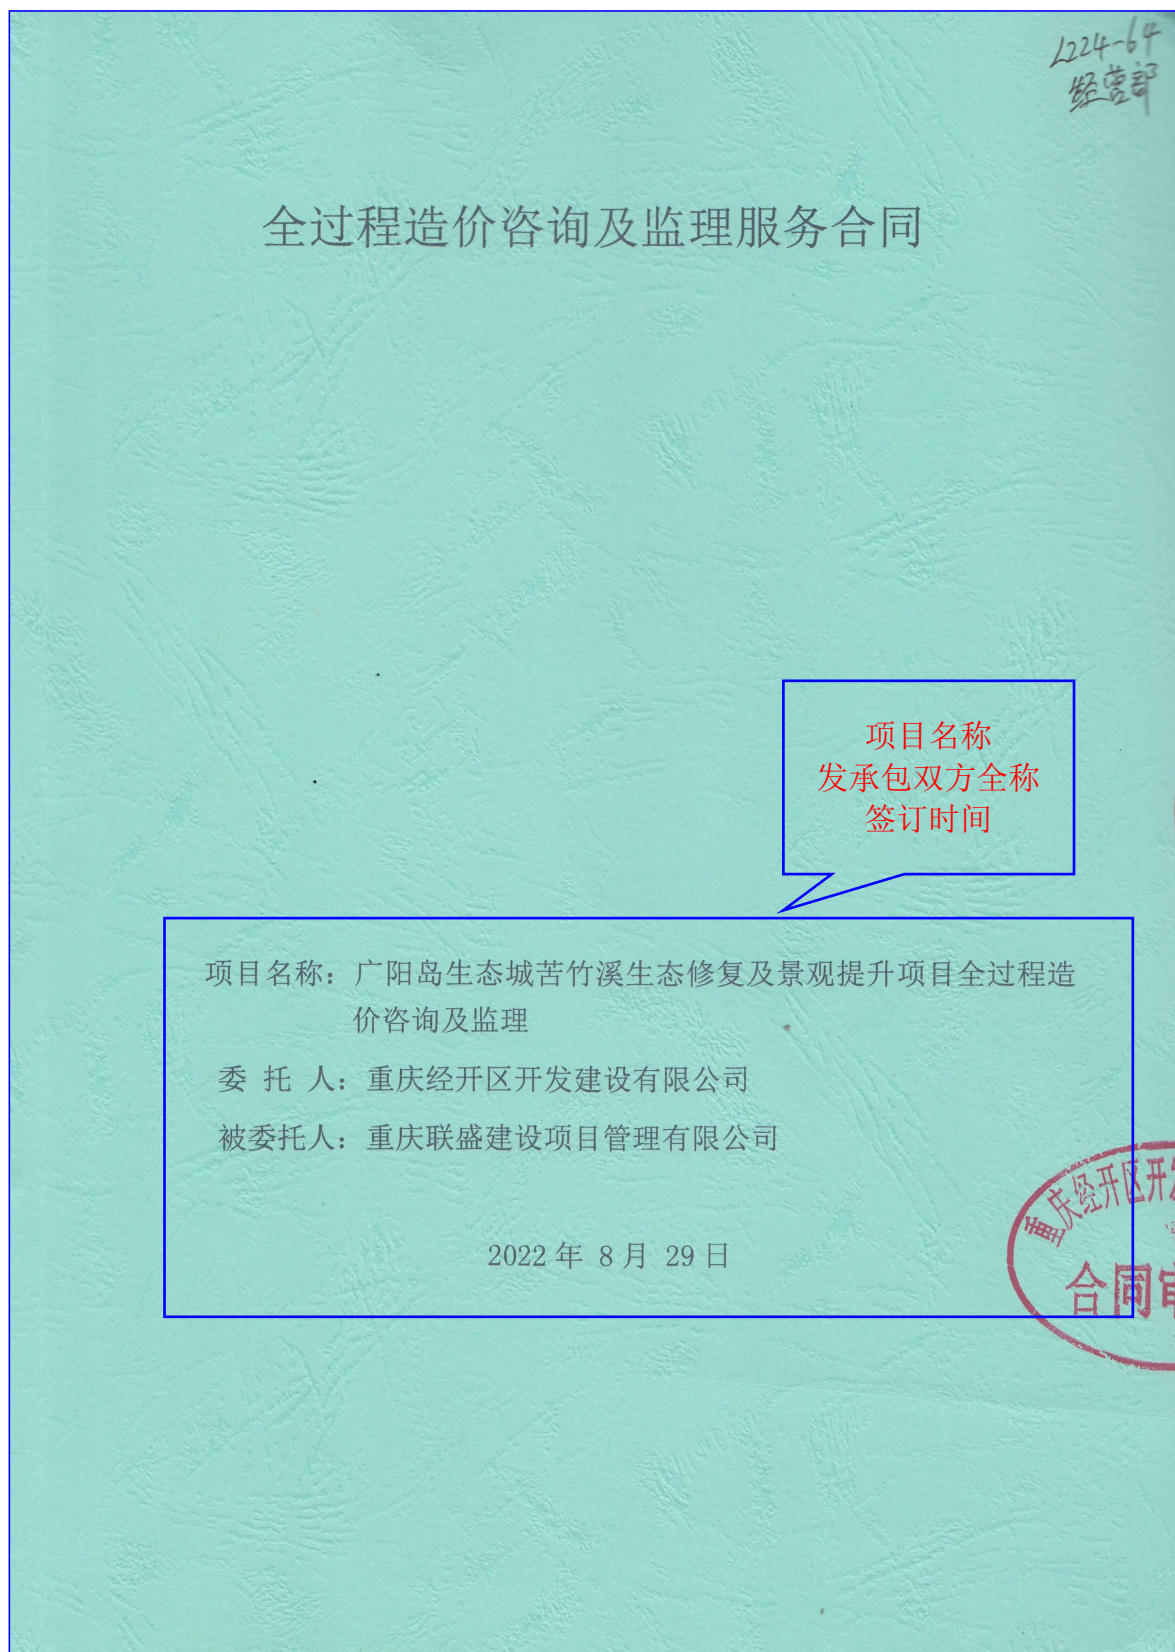 L224-64
经营部
全过程造价咨询及监理服务合同
项目名称
发承包双方全称
签订时间
项目名称：广阳岛生态城苦竹溪生态修复及景观提升项目全过程造
价咨询及监理
委 托 人：重庆经开区开发建设有限公司
被委托人：重庆联盛建设项目管理有限公司
重庆经开区开发
2022 年 8 月 29 日
合同审